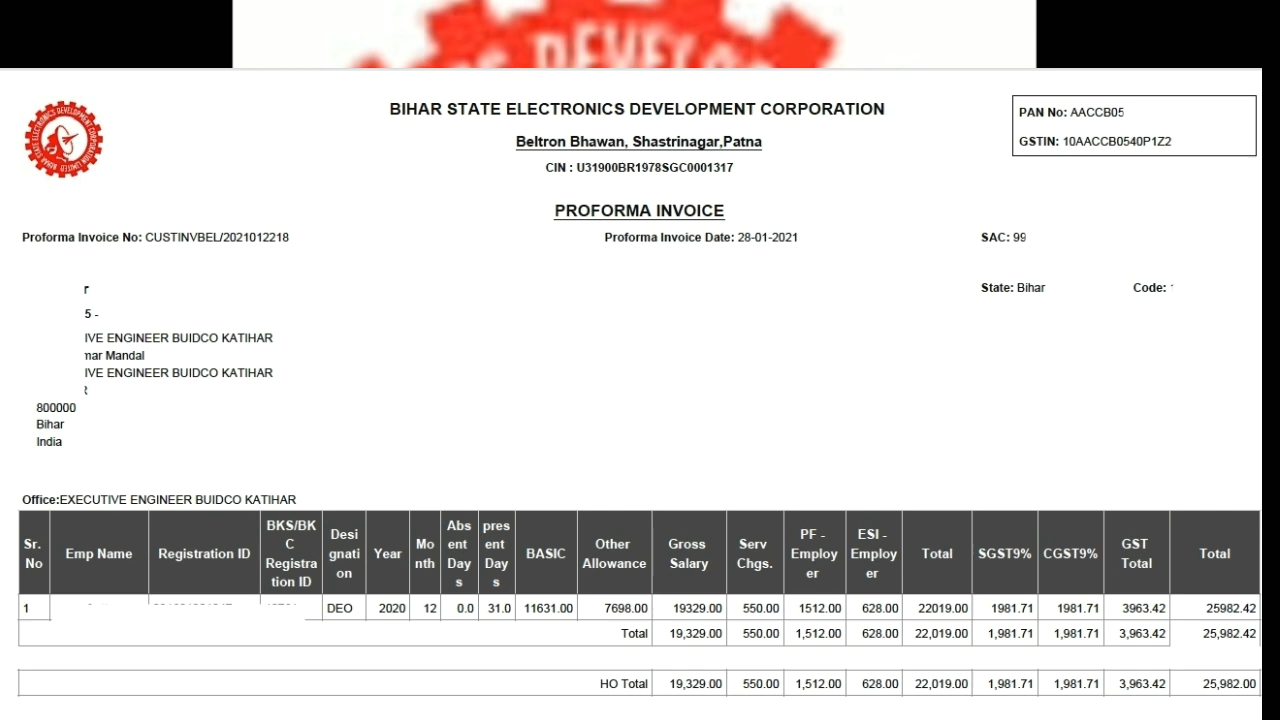 DEVELO
BIHAR STATE ELECTRONICS DEVELOPMENT CORPORATION
PAN No: AACCB05
Beltron Bhawan, Shastrinagar,Patna
GSTIN: 10AACCB0540P1Z2
CIN : U31900BR1978SGC0001317
PROFORMA INVOICE
Proforma Invoice No: CUSTINVBEL/2021012218 Proforma Invoice Date: 28-01-2021 SAC: 99
r
State: Bihar Code:
5 -
IVE ENGINEER BUIDCO KATIHAR
mar Mandal
IVE ENGINEER BUIDCO KATIHAR
800000
Bihar
India
Office:EXECUTIVE ENGINEER BUIDCO KATIHAR
Sr. No Emp Name Registration ID BKS/BKC Registration ID Designation Year Month Absent Days present Days BASIC Other Allowance Gross Salary Serv Chgs. PF - Employer ESI - Employer Total SGST9% CGST9% GST Total Total
1 DEO 2020 12 0.0 31.0 11631.00 7698.00 19329.00 550.00 1512.00 628.00 22019.00 1981.71 1981.71 3963.42 25982.42
Total 19,329.00 550.00 1,512.00 628.00 22,019.00 1,981.71 1,981.71 3,963.42 25,982.42
HO Total 19,329.00 550.00 1,512.00 628.00 22,019.00 1,981.71 1,981.71 3,963.42 25,982.00